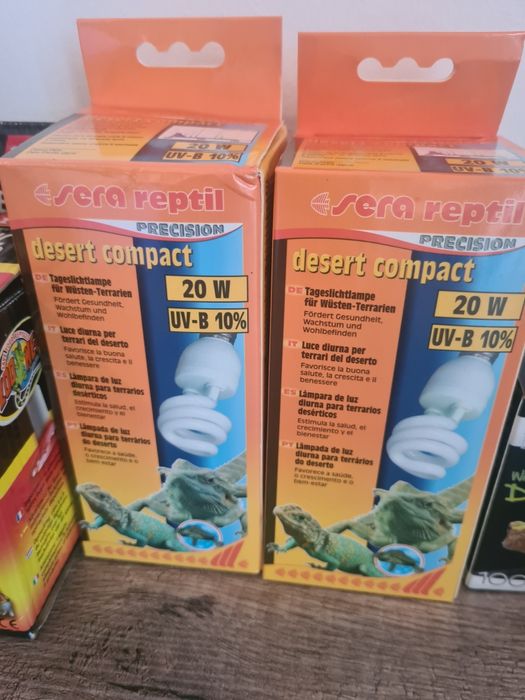 20 W
UV-B 10%
sera reptil
PRECISION
desert compact
20 W
UV-B 10%
DE Tageslichtlampe
für Wüsten-Terrarien
Fördert Gesundheit,
Wachstum und
Wohlbefinden
IT Luce diurna per
terrari del deserto
Favorisce la buona
salute, la crescita e il
benessere
ES Lámpara de luz
diurna para terrarios
desérticos
Estimula la salud, el
crecimiento y el
bienestar
PT Lâmpada de luz
diurna para terrários
do deserto
Favorece a saúde,
o crescimento e o
bem-estar
20 W
UV-B 10%
sera reptil
PRECISION
desert compact
20 W
UV-B 10%
DE Tageslichtlampe
für Wüsten-Terrarien
Fördert Gesundheit,
Wachstum und
Wohlbefinden
IT Luce diurna per
terrari del deserto
Favorisce la buona
salute, la crescita e il
benessere
ES Lámpara de luz
diurna para terrarios
desérticos
Estimula la salud, el
crecimiento y el
bienestar
PT Lâmpada de luz
diurna para terrários
do deserto
Favorece a saúde,
o crescimento e o
bem-estar
100